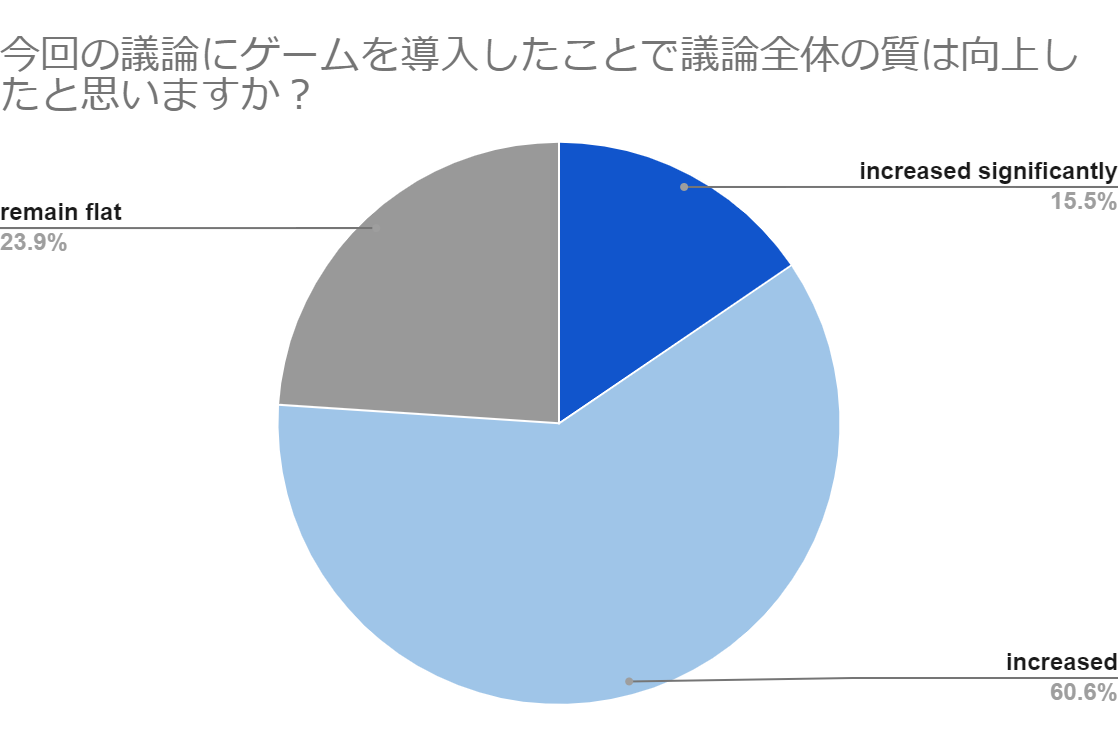 今回の議論にゲームを導入したことで議論全体の質は向上し
たと思いますか？
increased significantly
15.5%
remain flat
23.9%
increased
60.6%